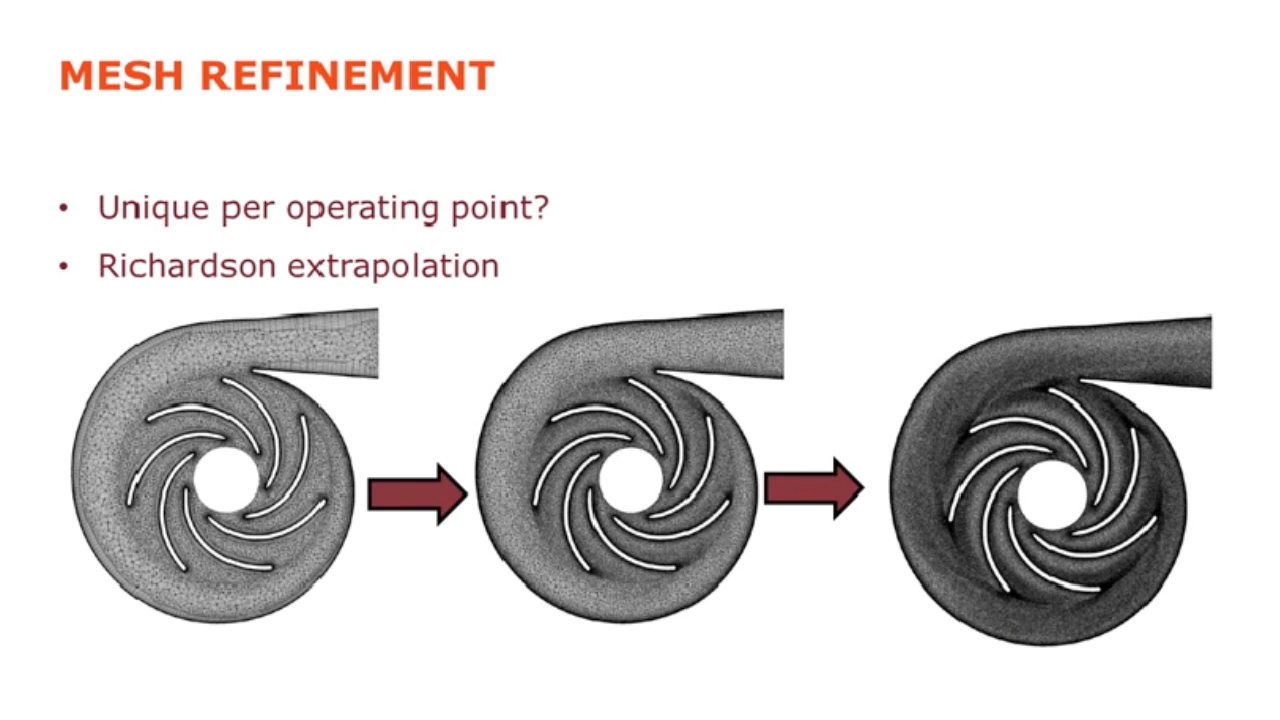 MESH REFINEMENT
• Unique per operating point?
• Richardson extrapolation